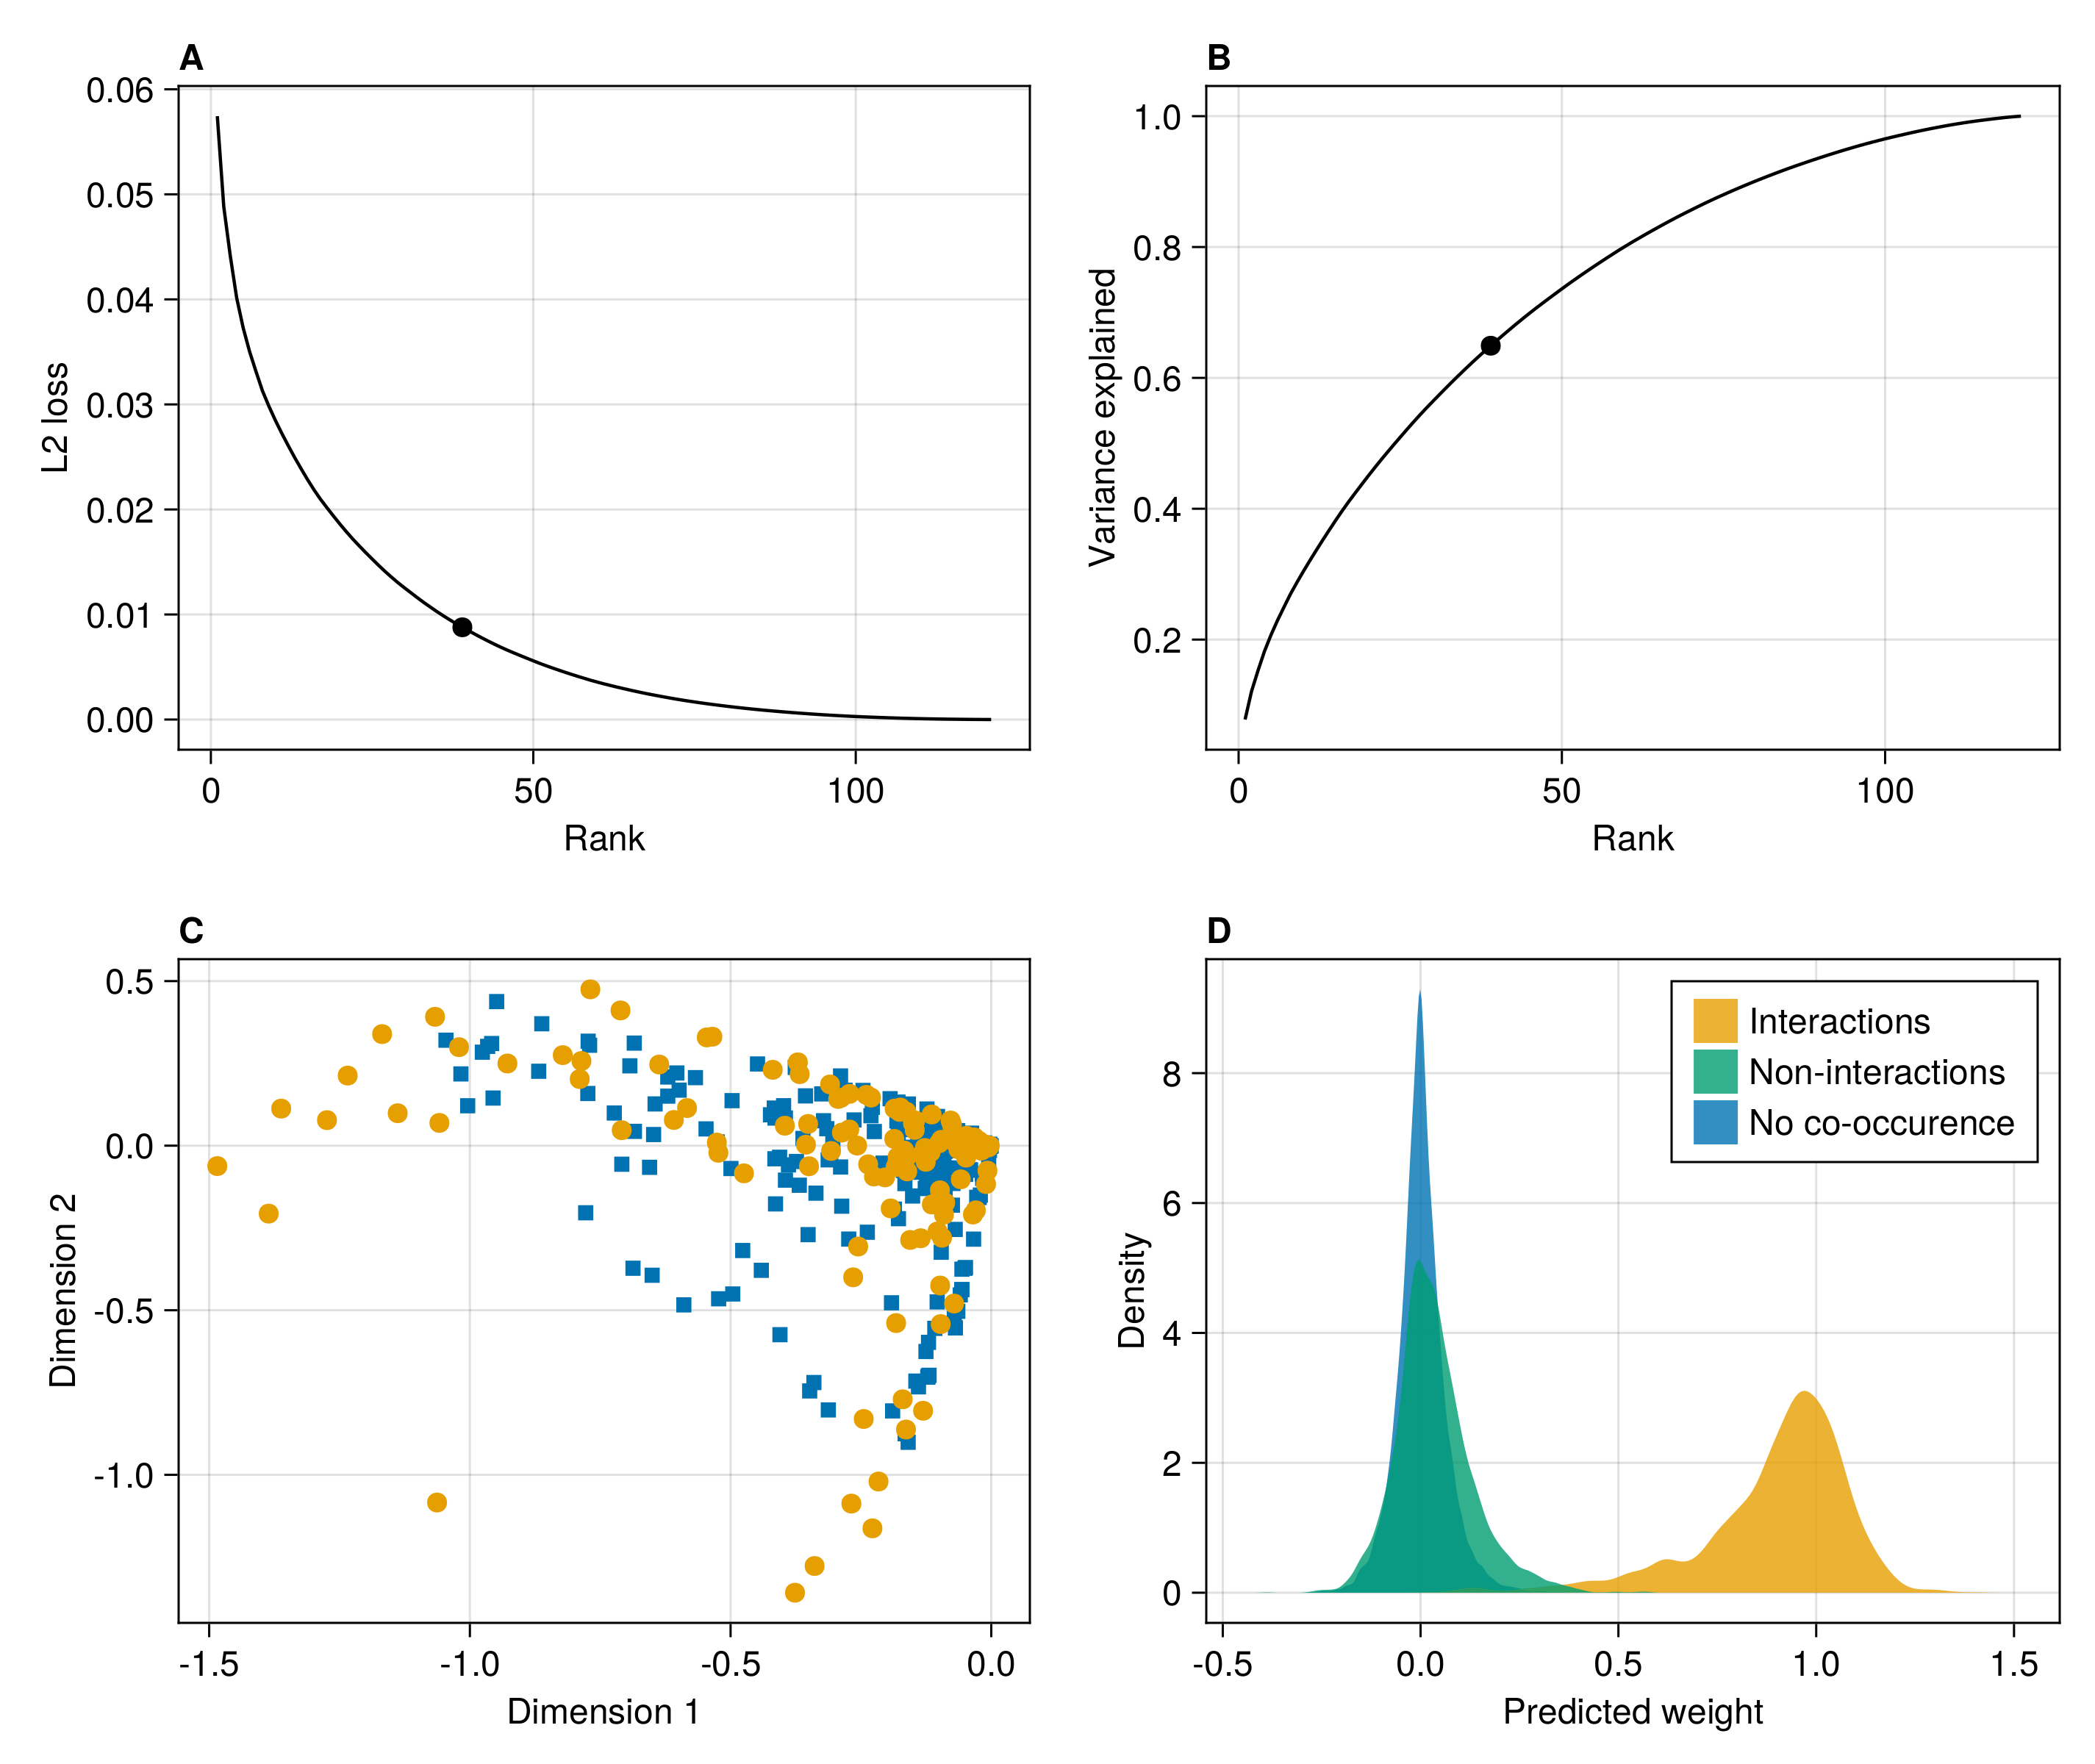 A
0.06
0.05
0.04
0.03
0.02
0.01
0.00
L2 loss
0 50 100
Rank
B
1.0
0.8
0.6
0.4
0.2
Variance explained
0 50 100
Rank
C
0.5
0.0
-0.5
-1.0
Dimension 2
-1.5 -1.0 -0.5 0.0
Dimension 1
D
8
6
4
2
0
Density
Interactions
Non-interactions
No co-occurence
-0.5 0.0 0.5 1.0 1.5
Predicted weight